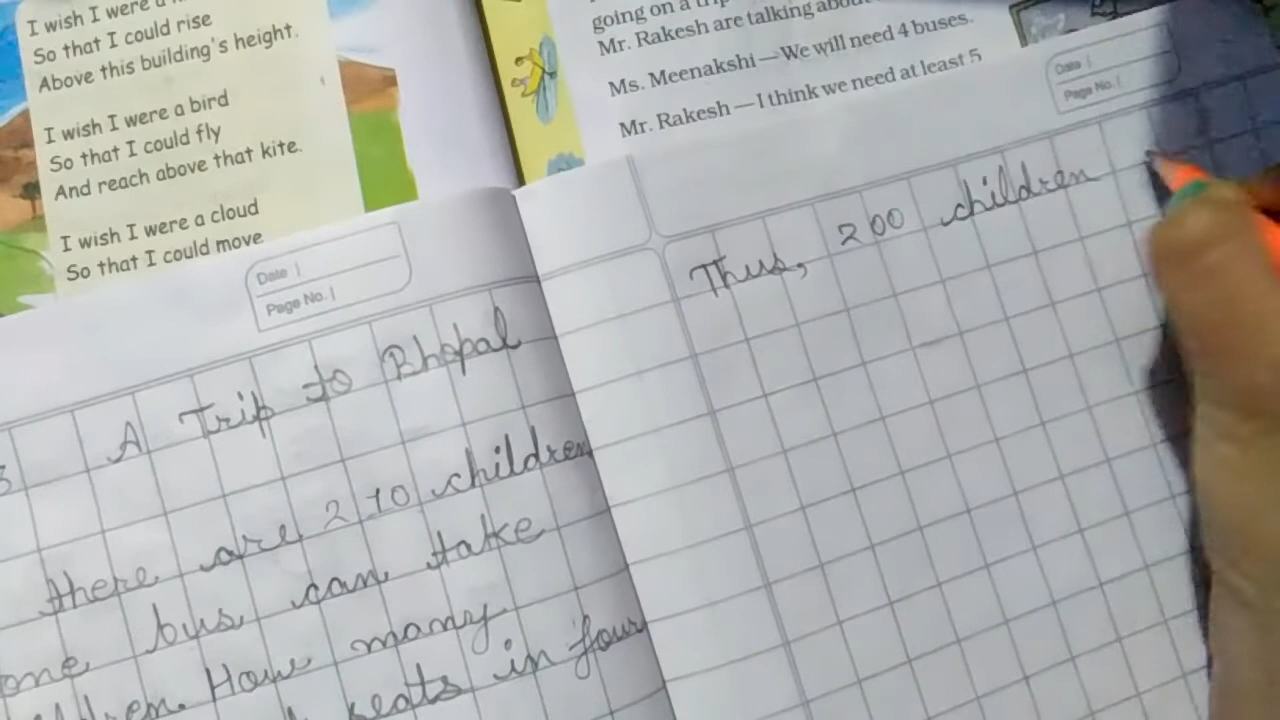 I wish I were a
So that I could rise
Above this building's height.
I wish I were a bird
So that I could fly
And reach above that kite.
I wish I were a cloud
So that I could move
going on a trip
Mr. Rakesh are talking about
Ms. Meenakshi — We will need 4 buses.
Mr. Rakesh — I think we need at least 5
Date
Page No.
A Trip to Bhopal
3
there are 210 children
one bus can take
How many
seats in four
Date
Page No.
Thus, 200 children